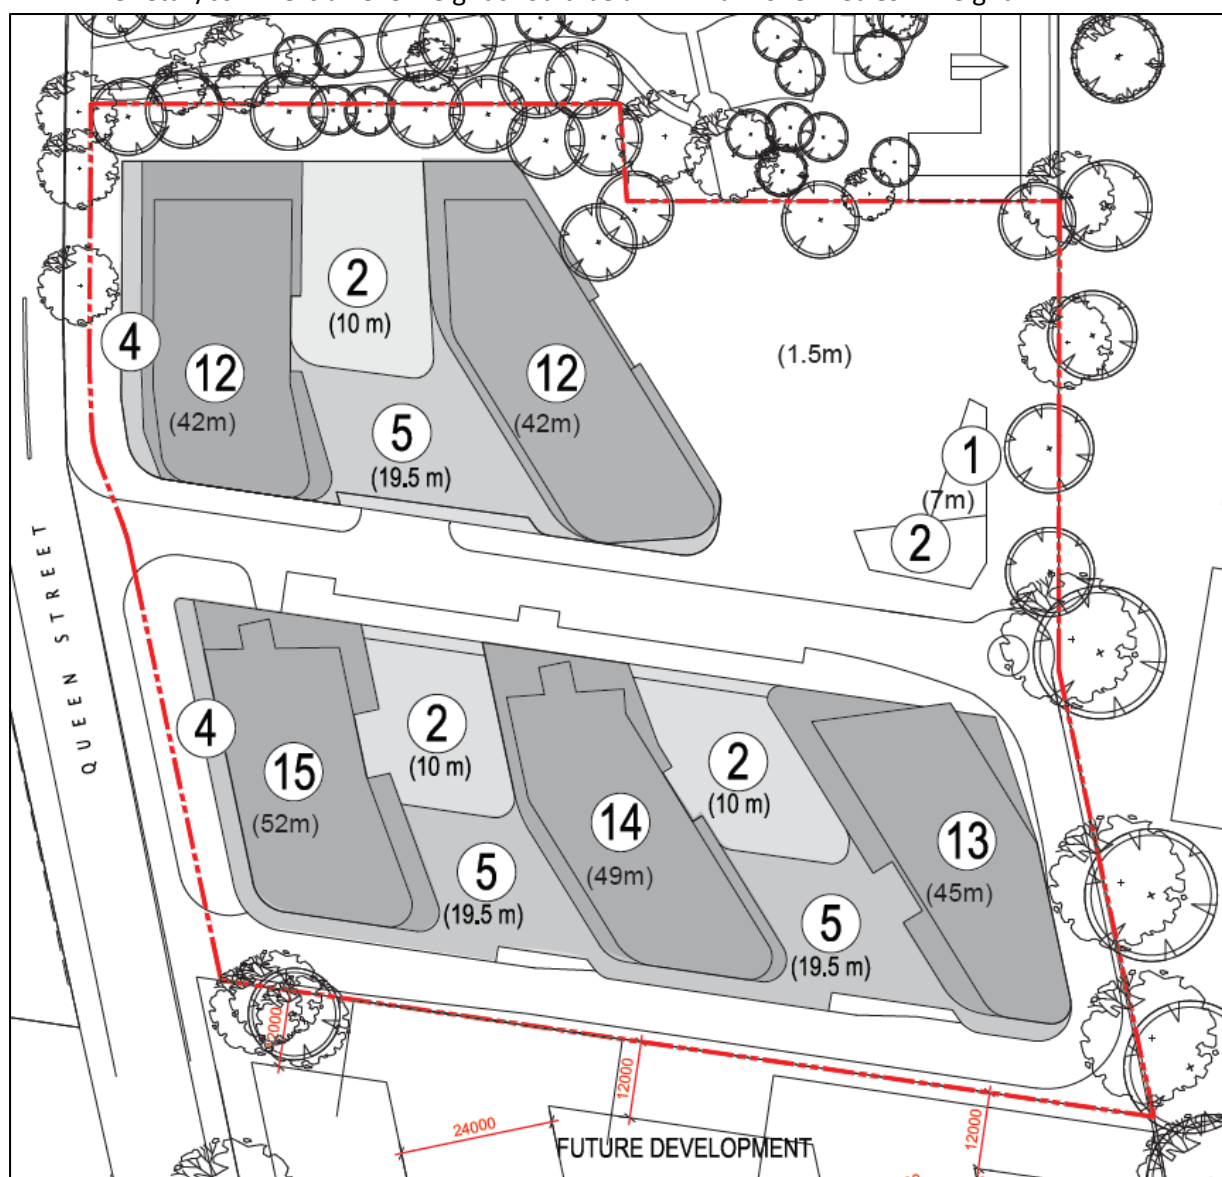 2
(10 m)
4
12
(42m)
12
(42m)
(1.5m)
5
(19.5 m)
1
(7m)
2
QUEEN STREET
4
2
(10 m)
15
(52m)
2
(10 m)
14
(49m)
13
(45m)
5
(19.5 m)
5
(19.5 m)
12000
12000
12000
24000
FUTURE DEVELOPMENT